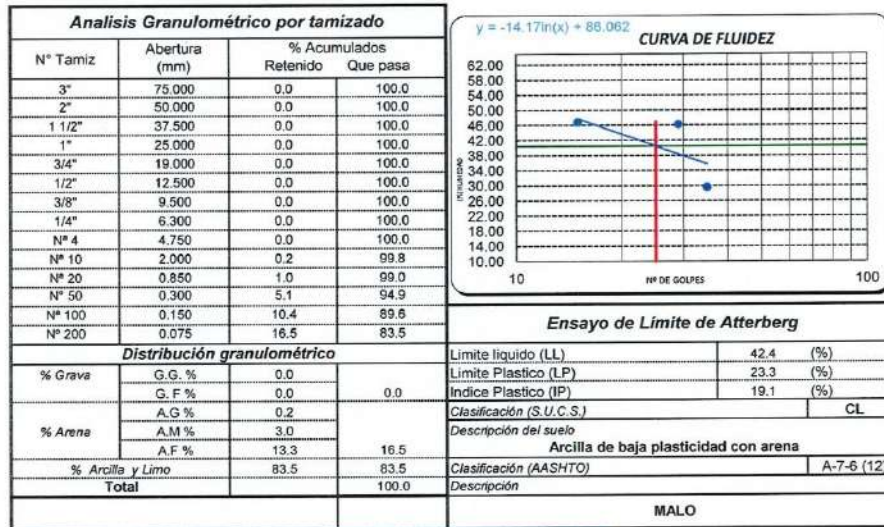 Analisis Granulométrico por tamizado
N° Tamiz Abertura (mm) % Acumulados
Retenido Que pasa
3" 75.000 0.0 100.0
2" 50.000 0.0 100.0
1 1/2" 37.500 0.0 100.0
1" 25.000 0.0 100.0
3/4" 19.000 0.0 100.0
1/2" 12.500 0.0 100.0
3/8" 9.500 0.0 100.0
1/4" 6.300 0.0 100.0
Nª 4 4.750 0.0 100.0
Nª 10 2.000 0.2 99.8
Nª 20 0.850 1.0 99.0
N° 50 0.300 5.1 94.9
Nª 100 0.150 10.4 89.6
Nª 200 0.075 16.5 83.5
Distribución granulométrico
% Grava G.G. % 0.0
G. F % 0.0 0.0
% Arena A.G % 0.2
A.M % 3.0
A.F % 13.3 16.5
% Arcilla y Limo 83.5 83.5
Total 100.0
y = -14.17ln(x) + 86.062
CURVA DE FLUIDEZ
62.00
58.00
54.00
50.00
46.00
42.00
38.00
34.00
30.00
26.00
22.00
18.00
14.00
10.00
10 Nº DE GOLPES 100
Ensayo de Limite de Atterberg
Limite liquido (LL) 42.4 (%)
Limite Plastico (LP) 23.3 (%)
Indice Plastico (IP) 19.1 (%)
Clasificación (S.U.C.S.) CL
Descripción del suelo
Arcilla de baja plasticidad con arena
Clasificación (AASHTO) A-7-6 (12)
Descripción
MALO